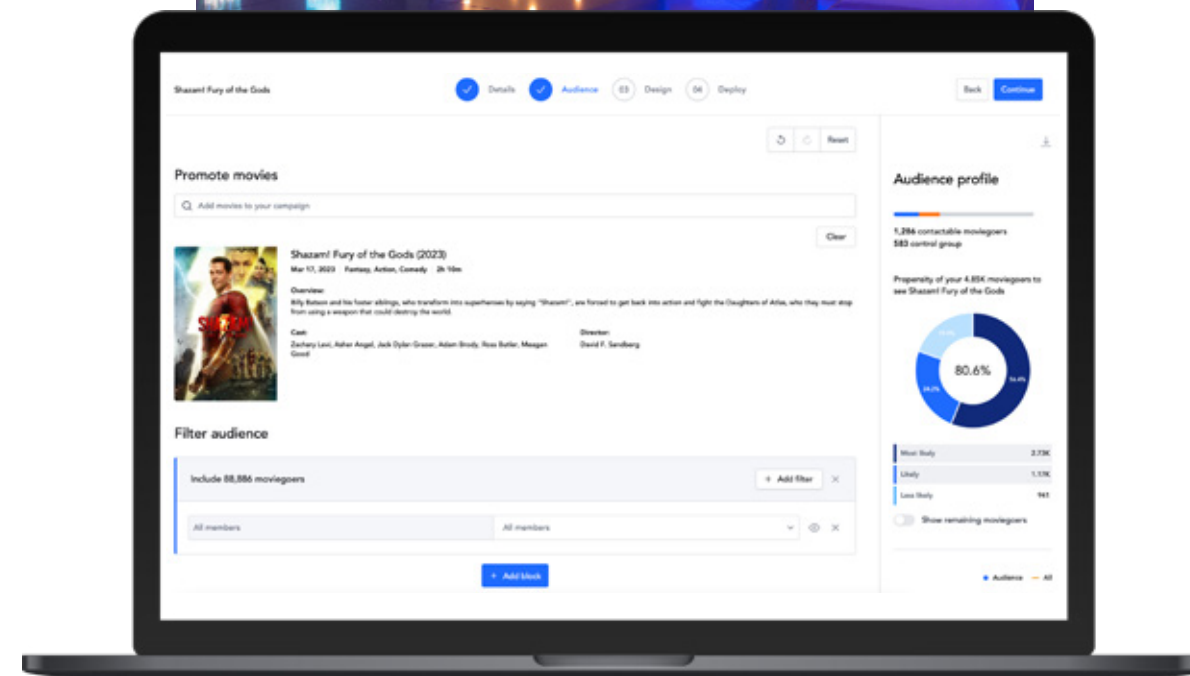 Shazam! Fury of the Gods
Details
Audience
03
Design
04
Deploy
Back
Continue
Reset
Promote movies
Add movies to your campaign
Clear
Shazam! Fury of the Gods (2023)
Mar 17, 2023 Fantasy, Action, Comedy 2h 10m
Overview:
Billy Batson and his foster siblings, who transform into superheroes by saying "Shazam!", are forced to get back into action and fight the Daughters of Atlas, who they must stop
from using a weapon that could destroy the world.
Cast:
Zachary Levi, Asher Angel, Jack Dylan Grazer, Adam Brody, Ross Butler, Meagan
Good
Director:
David F. Sandberg
SHAZAM
Filter audience
Include 88,886 moviegoers
+ Add filter
All members
All members
+ Add block
Audience profile
1,286 contactable moviegoers
583 control group
Propensity of your 4.85K moviegoers to
see Shazam! Fury of the Gods
80.6%
56.4%
24.2%
Most likely 2.73K
Likely 1.17K
Less likely 941
Show remaining moviegoers
Audience
All